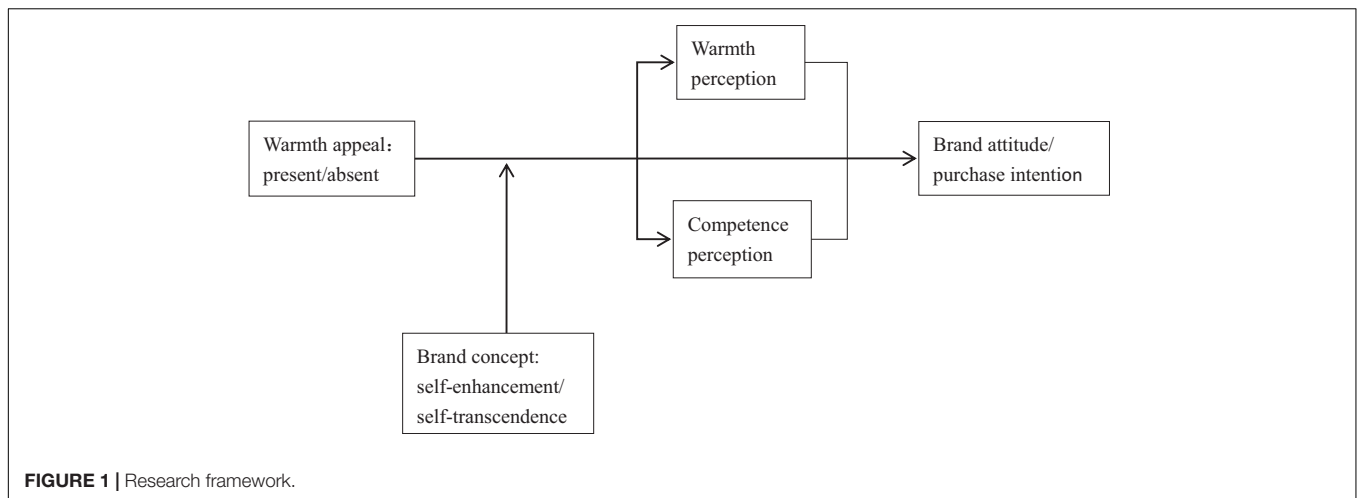 Warmth perception
Warmth appeal：
present/absent
Brand attitude/
purchase intention
Competence
perception
Brand concept:
self-enhancement/
self-transcendence
FIGURE 1 | Research framework.